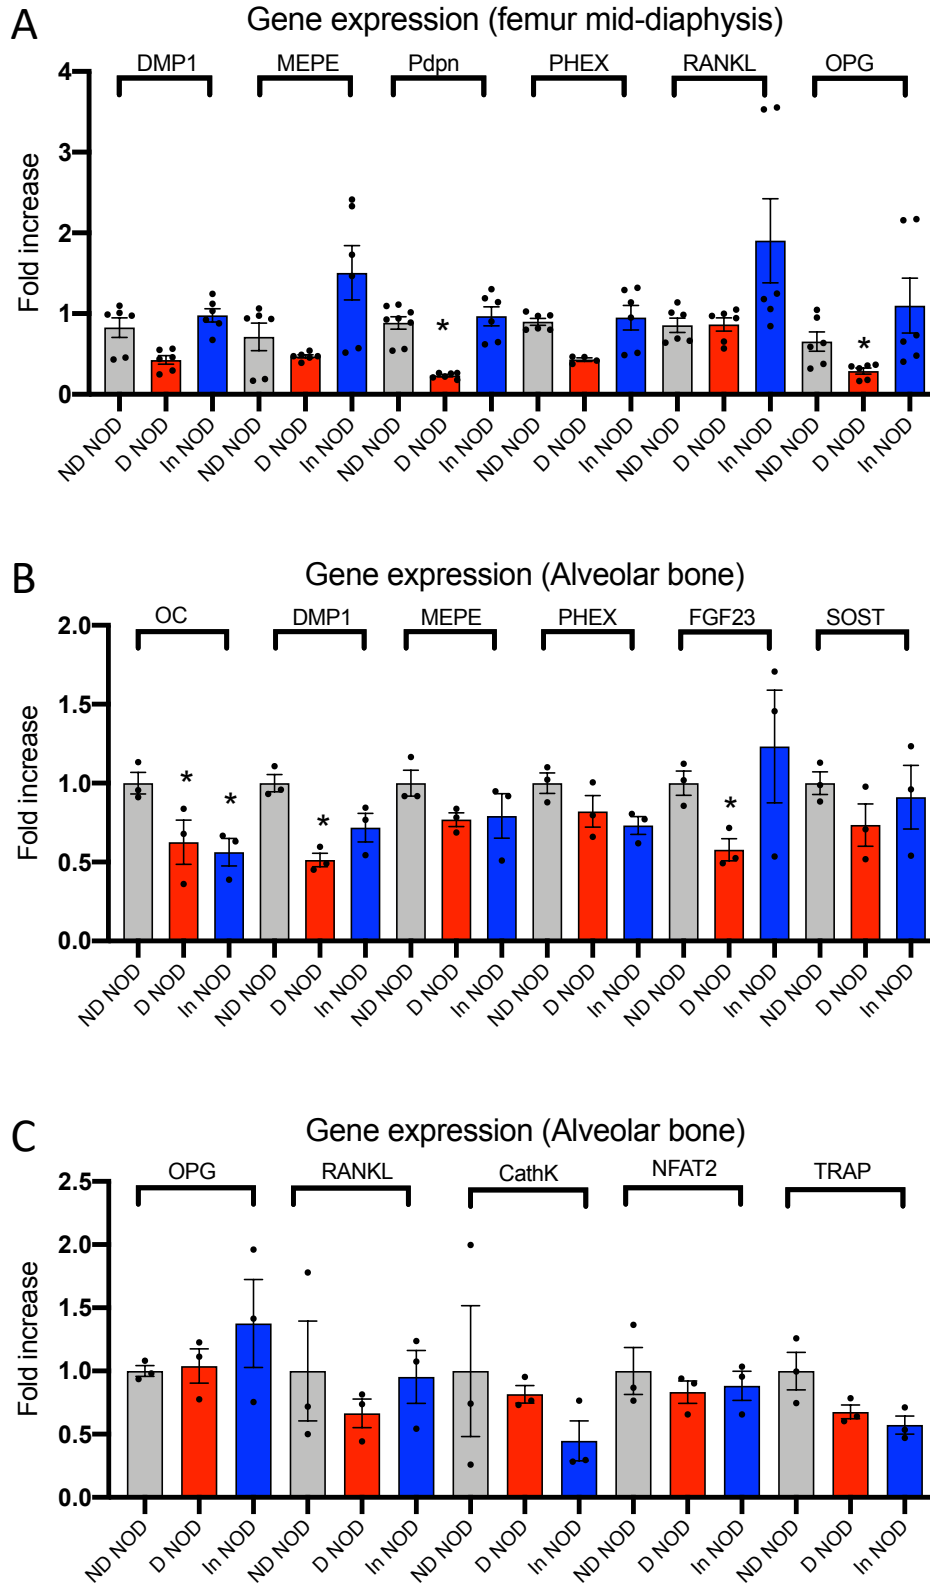 A
Gene expression (femur mid-diaphysis)
DMP1 MEPE Pdpn PHEX RANKL OPG
4
3
2
1
0
Fold increase
* *
ND NOD D NOD In NOD ND NOD D NOD In NOD ND NOD D NOD In NOD ND NOD D NOD In NOD ND NOD D NOD In NOD ND NOD D NOD In NOD
B
Gene expression (Alveolar bone)
OC DMP1 MEPE PHEX FGF23 SOST
2.0
1.5
1.0
0.5
0.0
Fold increase
* * * *
ND NOD D NOD In NOD ND NOD D NOD In NOD ND NOD D NOD In NOD ND NOD D NOD In NOD ND NOD D NOD In NOD ND NOD D NOD In NOD
C
Gene expression (Alveolar bone)
OPG RANKL CathK NFAT2 TRAP
2.5
2.0
1.5
1.0
0.5
0.0
Fold increase
ND NOD D NOD In NOD ND NOD D NOD In NOD ND NOD D NOD In NOD ND NOD D NOD In NOD ND NOD D NOD In NOD